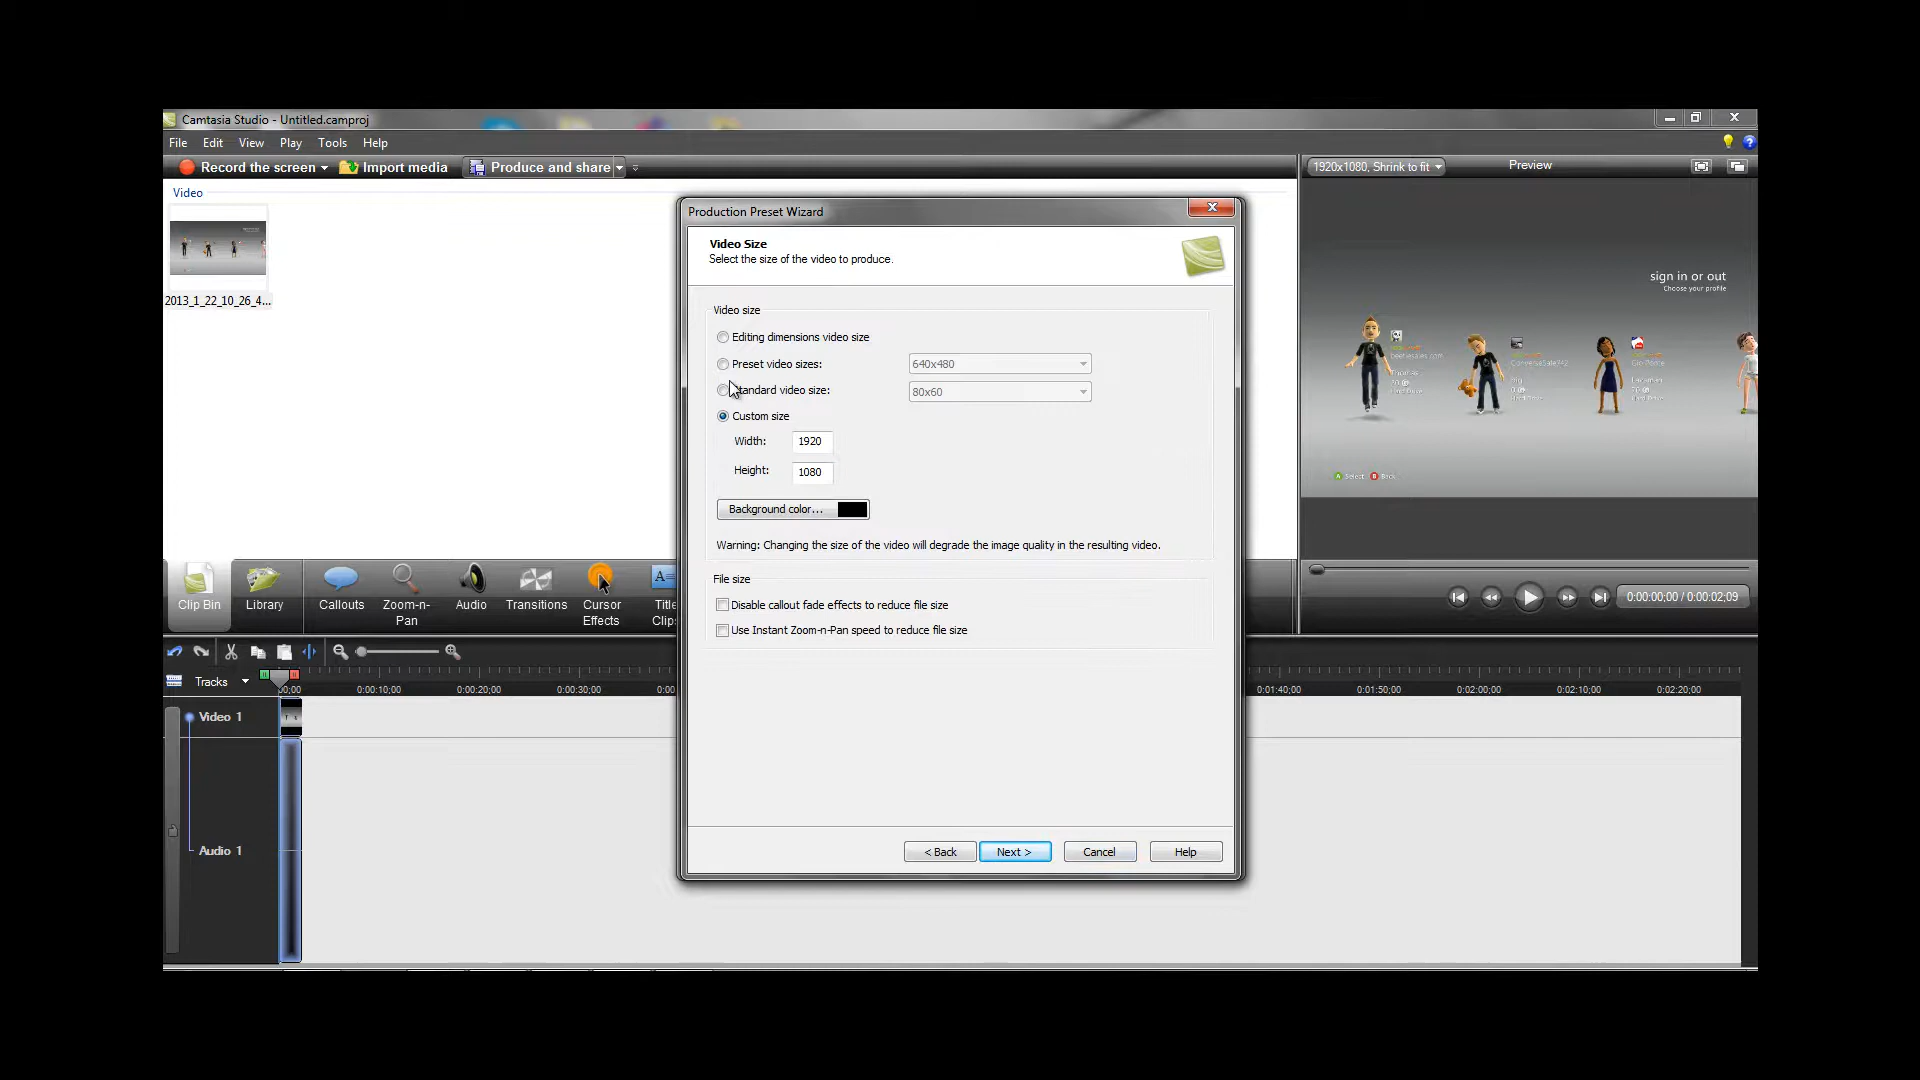 Camtasia Studio - Untitled.camproj
File Edit View Play Tools Help
Record the screen Import media Produce and share
1920x1080, Shrink to fit Preview
Video
2013_1_22_10_26_4...
Production Preset Wizard
Video Size
Select the size of the video to produce.
Video size
Editing dimensions video size
Preset video sizes: 640x480
Standard video size: 80x60
Custom size
Width: 1920
Height: 1080
Background color...
Warning: Changing the size of the video will degrade the image quality in the resulting video.
File size
Disable callout fade effects to reduce file size
Use Instant Zoom-n-Pan speed to reduce file size
< Back Next > Cancel Help
sign in or out
Choose your profile
Select Back
Clip Bin Library Callouts Zoom-n-
Pan Audio Transitions Cursor
Effects Title
Clips
0:00:00;00 / 0:00:02;09
Tracks
0:00:10;00 0:00:20;00 0:00:30;00 0:01:40;00 0:01:50;00 0:02:00;00 0:02:10;00 0:02:20;00
Video 1
Audio 1